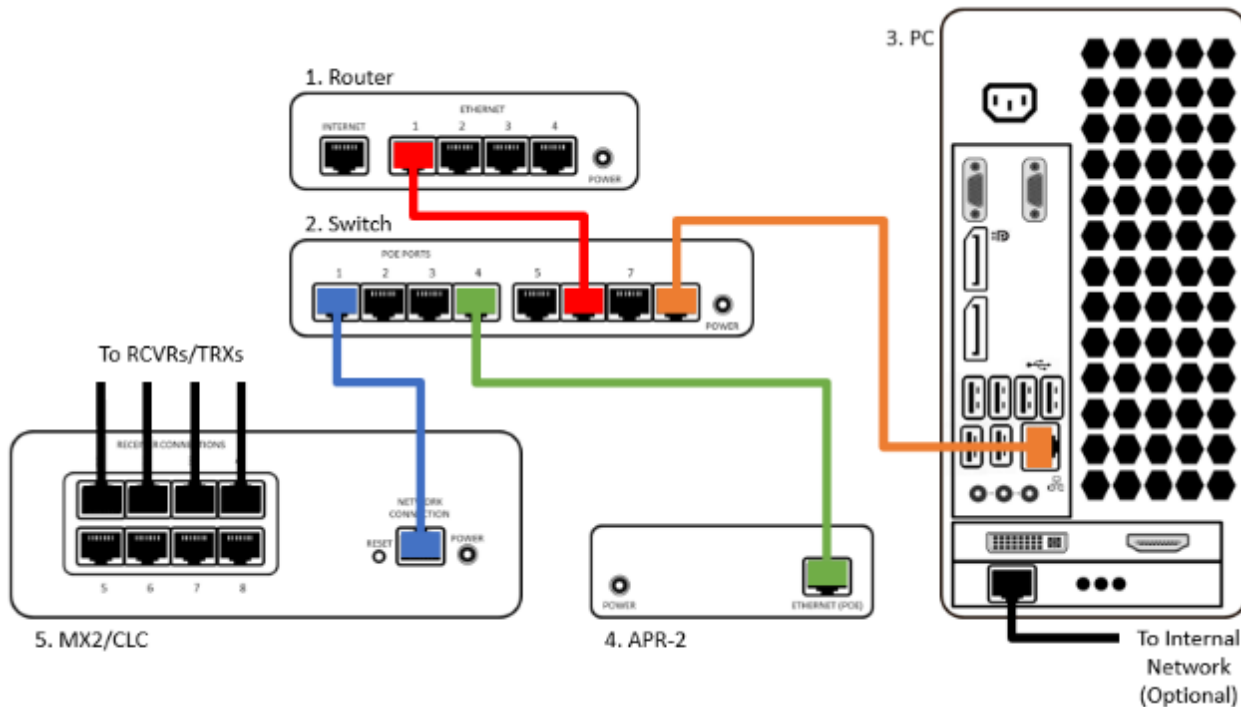 3. PC
1. Router
ETHERNET
INTERNET
1 2 3 4
POWER
2. Switch
POE PORTS
1 2 3 4 5 7
POWER
To RCVRs/TRXs
NETWORK
CONNECTION
RESET
POWER
5 6 7 8
5. MX2/CLC
POWER
ETHERNET (POE)
4. APR-2
To Internal
Network
(Optional)